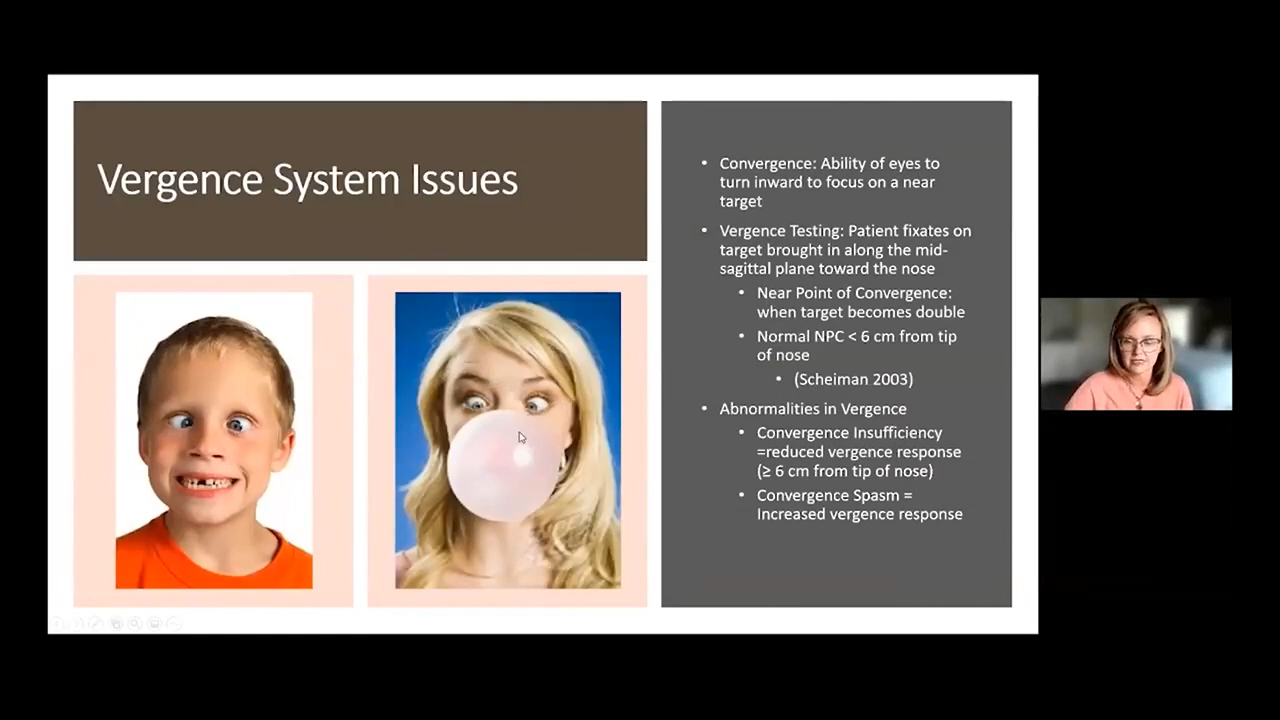 Vergence System Issues
• Convergence: Ability of eyes to
turn inward to focus on a near
target
• Vergence Testing: Patient fixates on
target brought in along the mid-
sagittal plane toward the nose
• Near Point of Convergence:
when target becomes double
• Normal NPC < 6 cm from tip
of nose
• (Scheiman 2003)
• Abnormalities in Vergence
• Convergence Insufficiency
=reduced vergence response
(≥ 6 cm from tip of nose)
• Convergence Spasm =
Increased vergence response